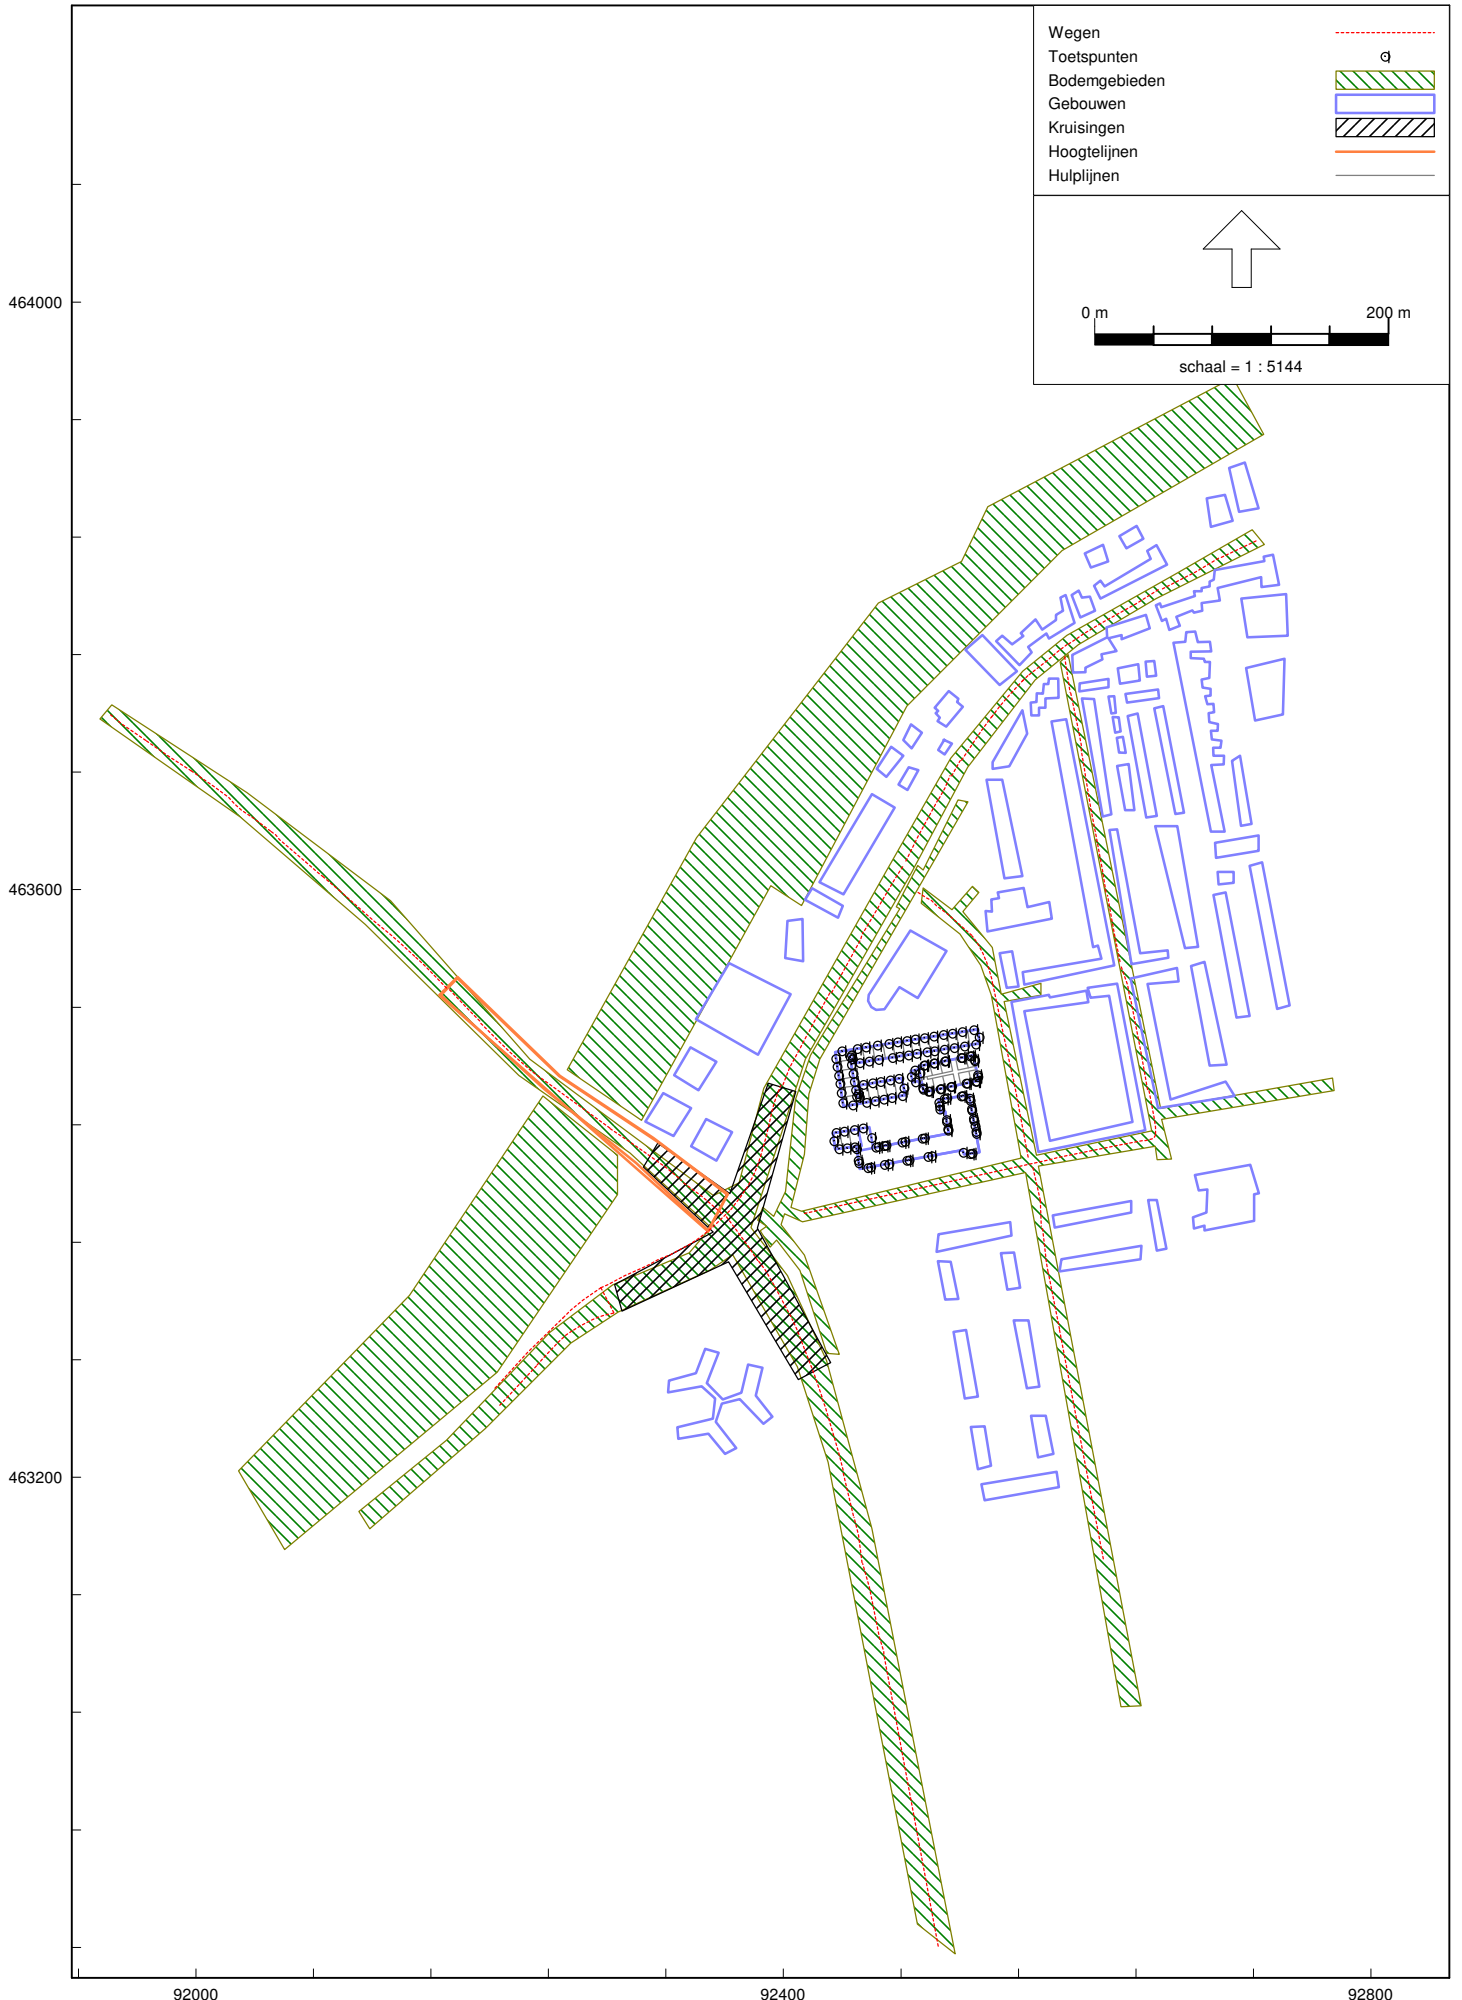 Wegen
Toetspunten
Bodemgebieden
Gebouwen
Kruisingen
Hoogtelijnen
Hulplijnen
0 m 200 m
schaal = 1 : 5144
464000
463600
463200
92000 92400 92800